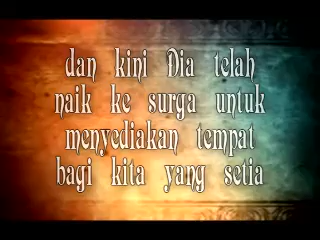 dan kini Dia telah
naik ke surga untuk
menyediakan tempat
bagi kita yang setia